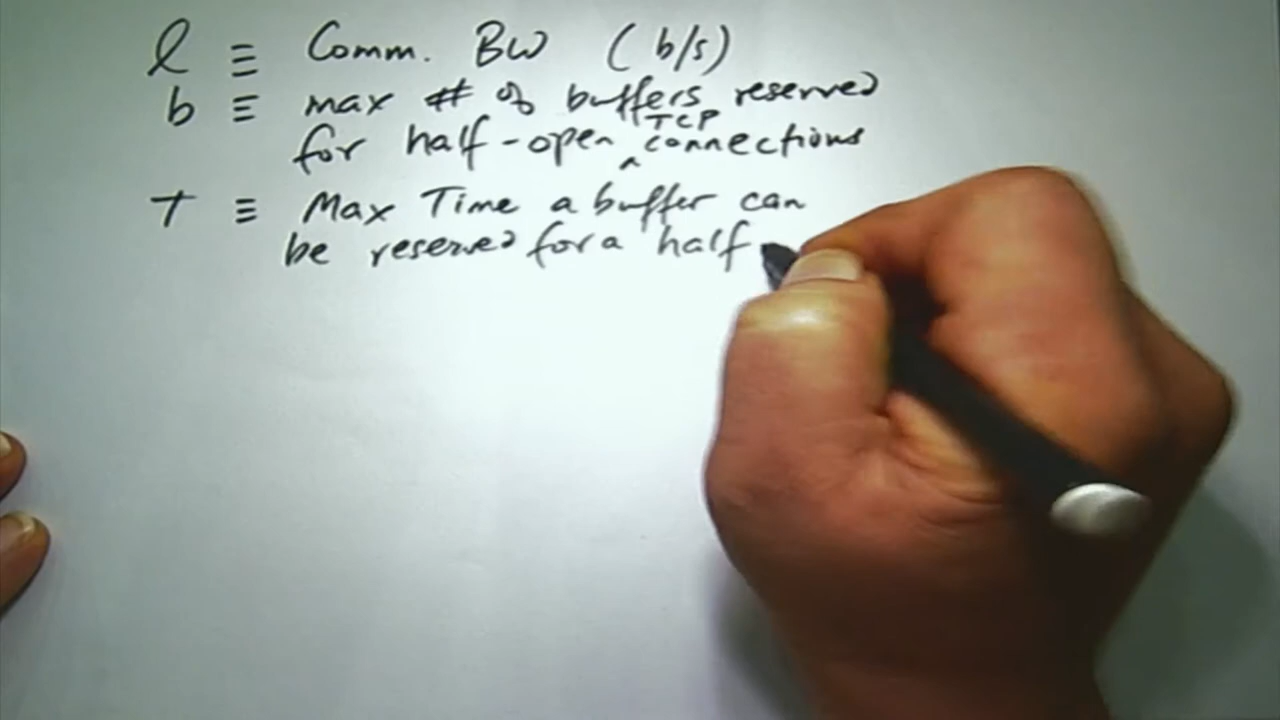 l ≡ Comm. BW (b/s)
b ≡ max # of buffers reserved
for half-open TCP connections
T ≡ Max Time a buffer can
be reserved for a half